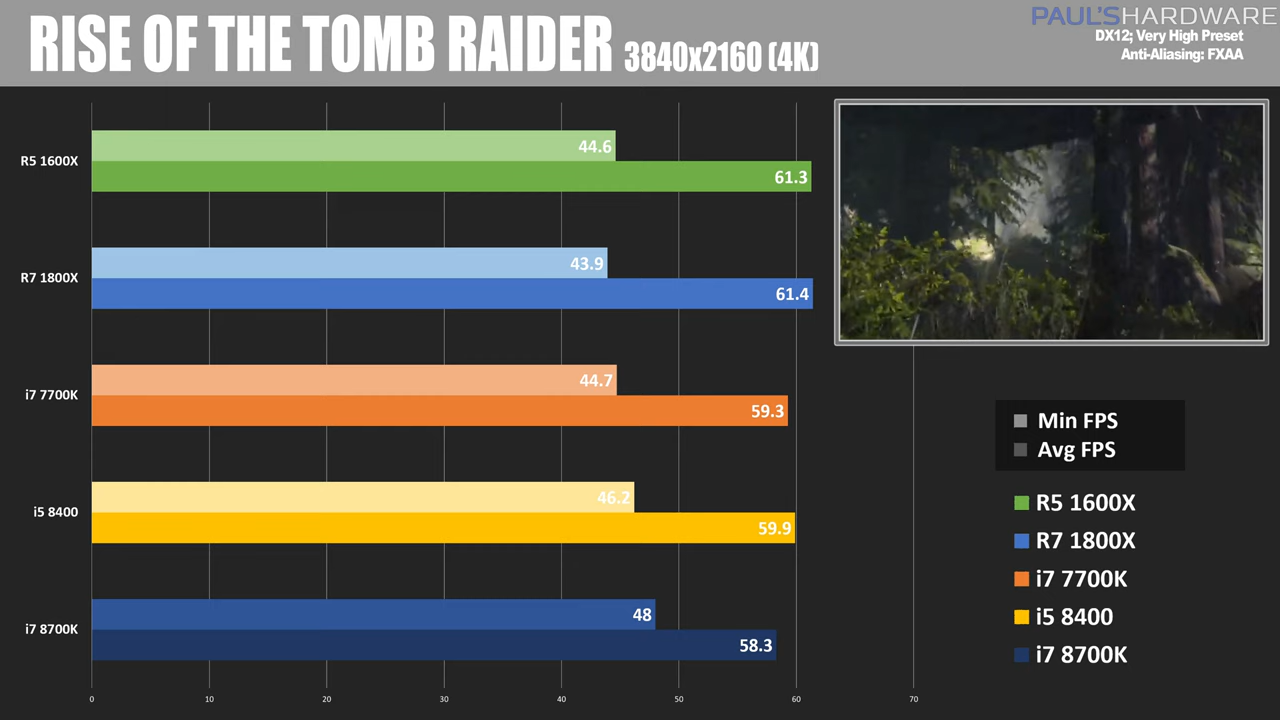 RISE OF THE TOMB RAIDER 3840x2160 (4K)
PAUL'SHARDWARE
DX12; Very High Preset
Anti-Aliasing: FXAA
R5 1600X
44.6
61.3
R7 1800X
43.9
61.4
i7 7700K
44.7
59.3
i5 8400
46.2
59.9
i7 8700K
48
58.3
0 10 20 30 40 50 60 70
Min FPS
Avg FPS
R5 1600X
R7 1800X
i7 7700K
i5 8400
i7 8700K